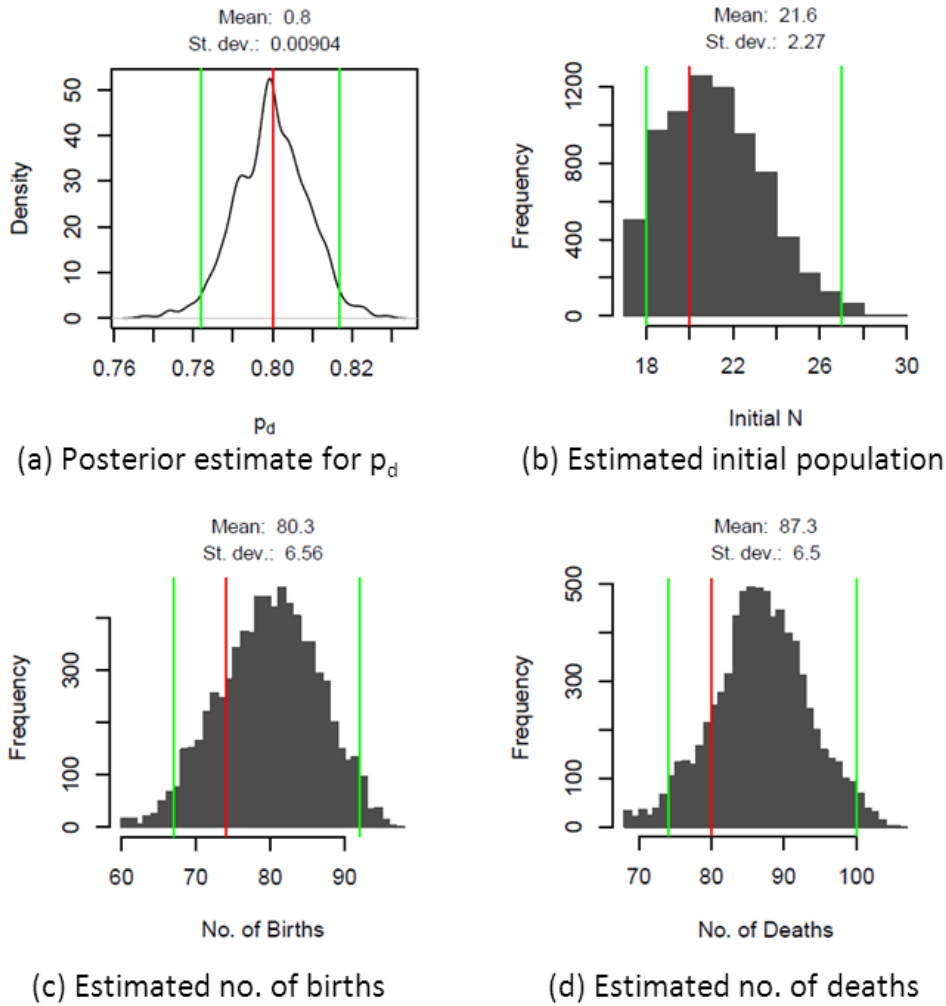 Mean: 0.8
St. dev.: 0.00904
Density
0 10 20 30 40 50
0.76 0.78 0.80 0.82
pd
(a) Posterior estimate for pd
Mean: 21.6
St. dev.: 2.27
Frequency
0 400 800 1200
18 22 26 30
Initial N
(b) Estimated initial population
Mean: 80.3
St. dev.: 6.56
Frequency
0 100 300
60 70 80 90
No. of Births
(c) Estimated no. of births
Mean: 87.3
St. dev.: 6.5
Frequency
0 100 300 500
70 80 90 100
No. of Deaths
(d) Estimated no. of deaths